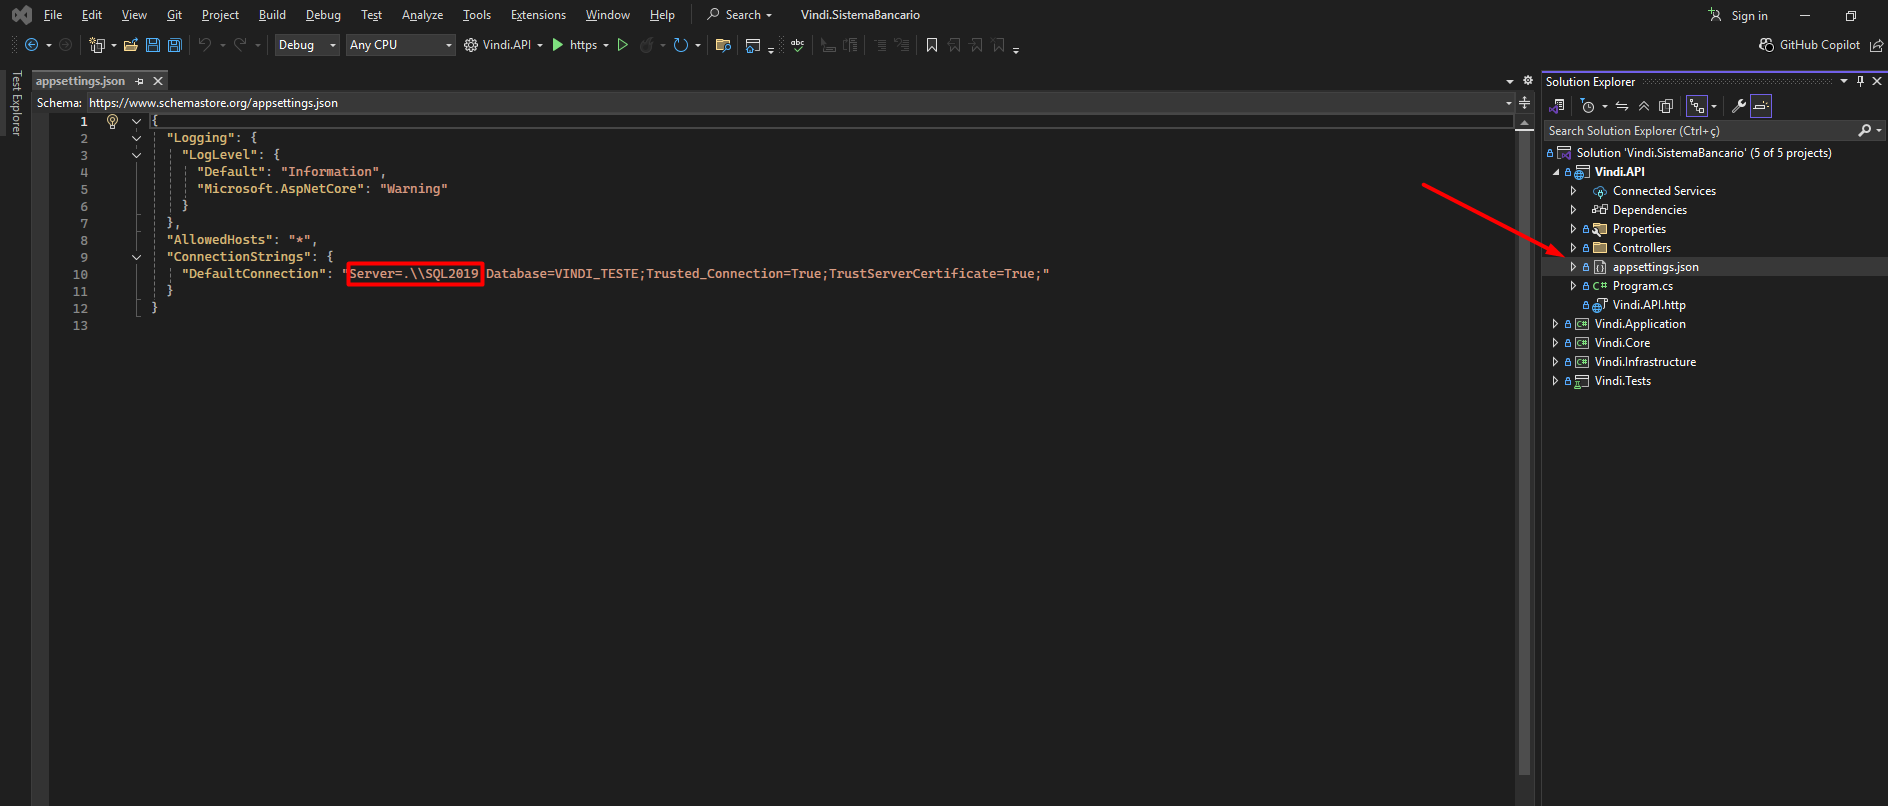 File Edit View Git Project Build Debug Test Analyze Tools Extensions Window Help Search Vindi.SistemaBancario Sign in
Debug Any CPU Vindi.API https abc GitHub Copilot
Test Explorer
appsettings.json
Schema: https://www.schemastore.org/appsettings.json
1 {
2 "Logging": {
3 "LogLevel": {
4 "Default": "Information",
5 "Microsoft.AspNetCore": "Warning"
6 }
7 },
8 "AllowedHosts": "*",
9 "ConnectionStrings": {
10 "DefaultConnection": "Server=.\\SQL2019 Database=VINDI_TESTE;Trusted_Connection=True;TrustServerCertificate=True;"
11 }
12 }
13
Solution Explorer
Search Solution Explorer (Ctrl+ç)
Solution 'Vindi.SistemaBancario' (5 of 5 projects)
Vindi.API
Connected Services
Dependencies
Properties
Controllers
appsettings.json
C# Program.cs
Vindi.API.http
C# Vindi.Application
C# Vindi.Core
C# Vindi.Infrastructure
Vindi.Tests